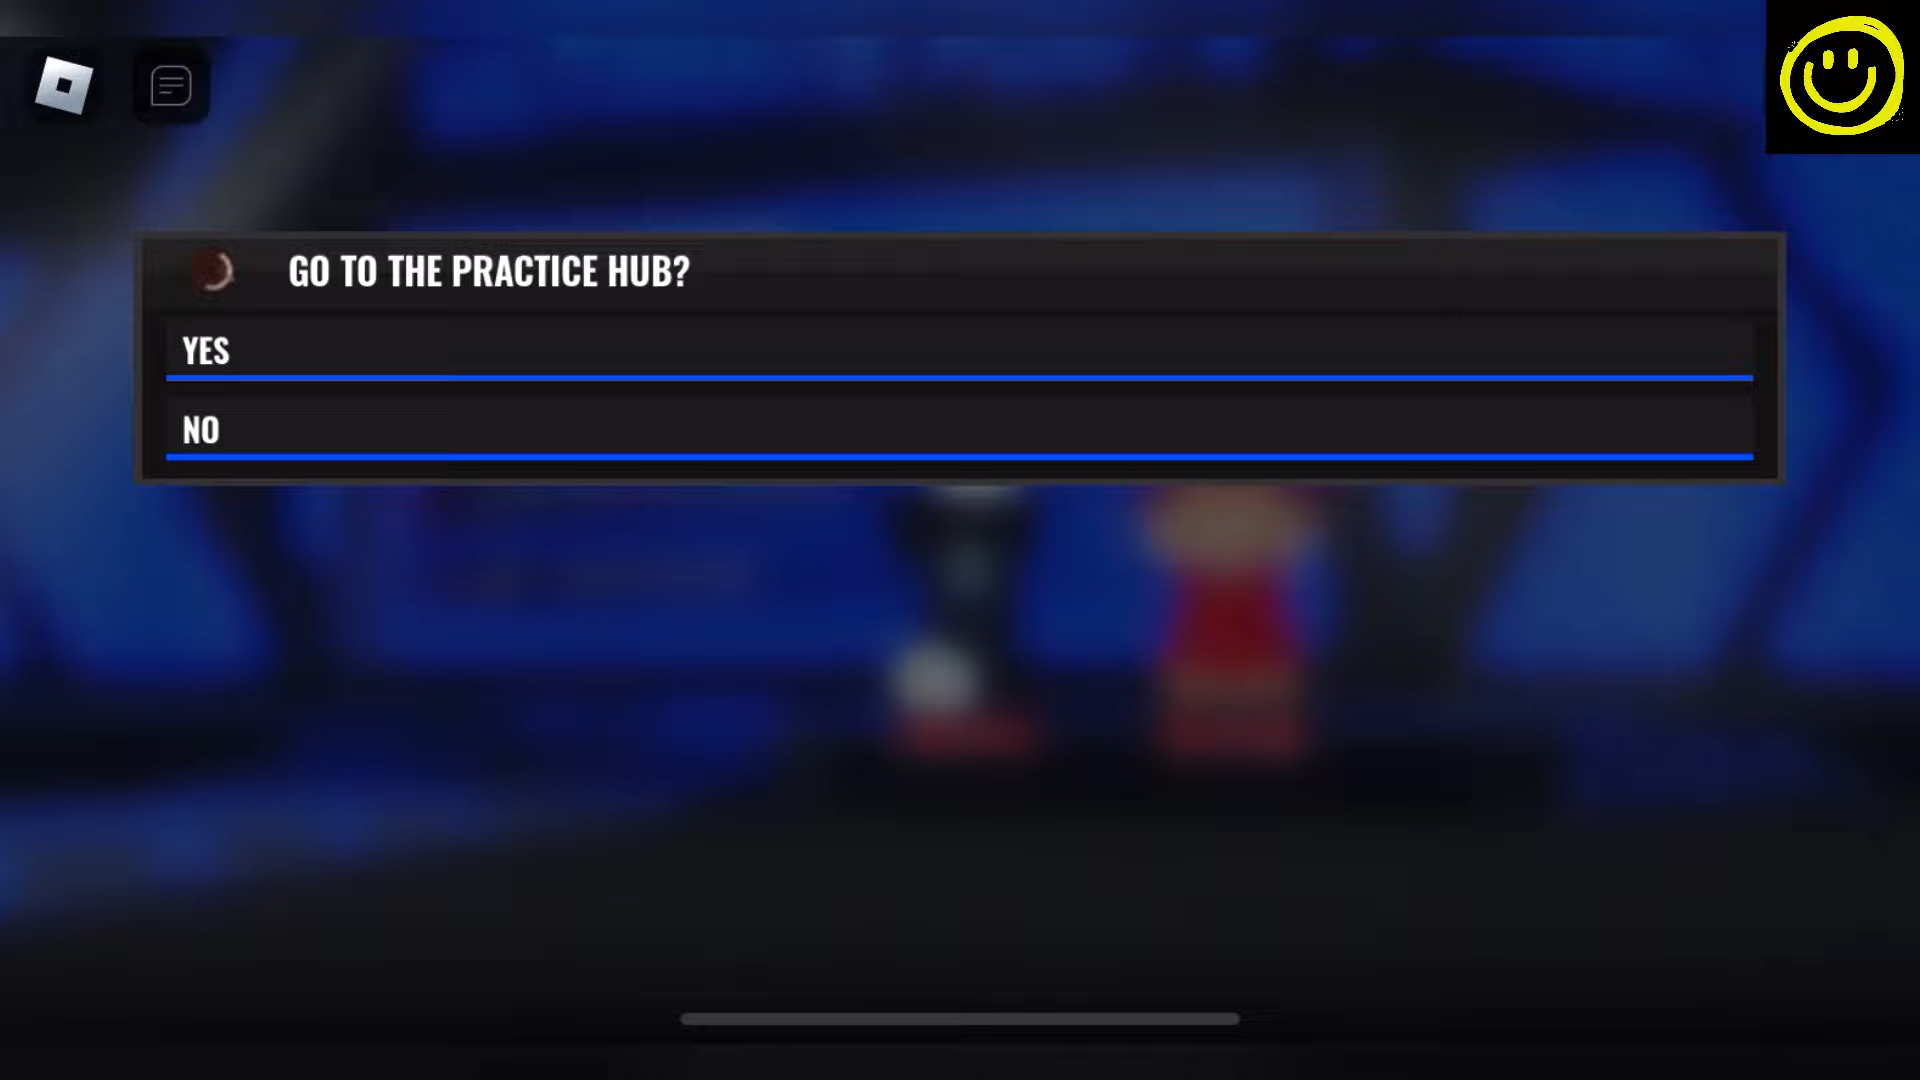 GO TO THE PRACTICE HUB?
YES
NO